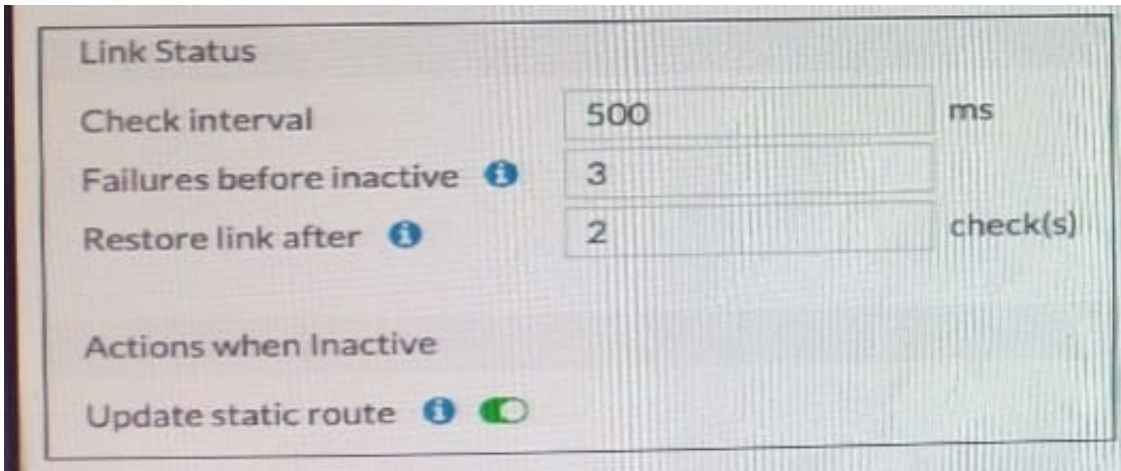 Link Status
Check interval 500 ms
Failures before inactive 3
Restore link after 2 check(s)
Actions when Inactive
Update static route